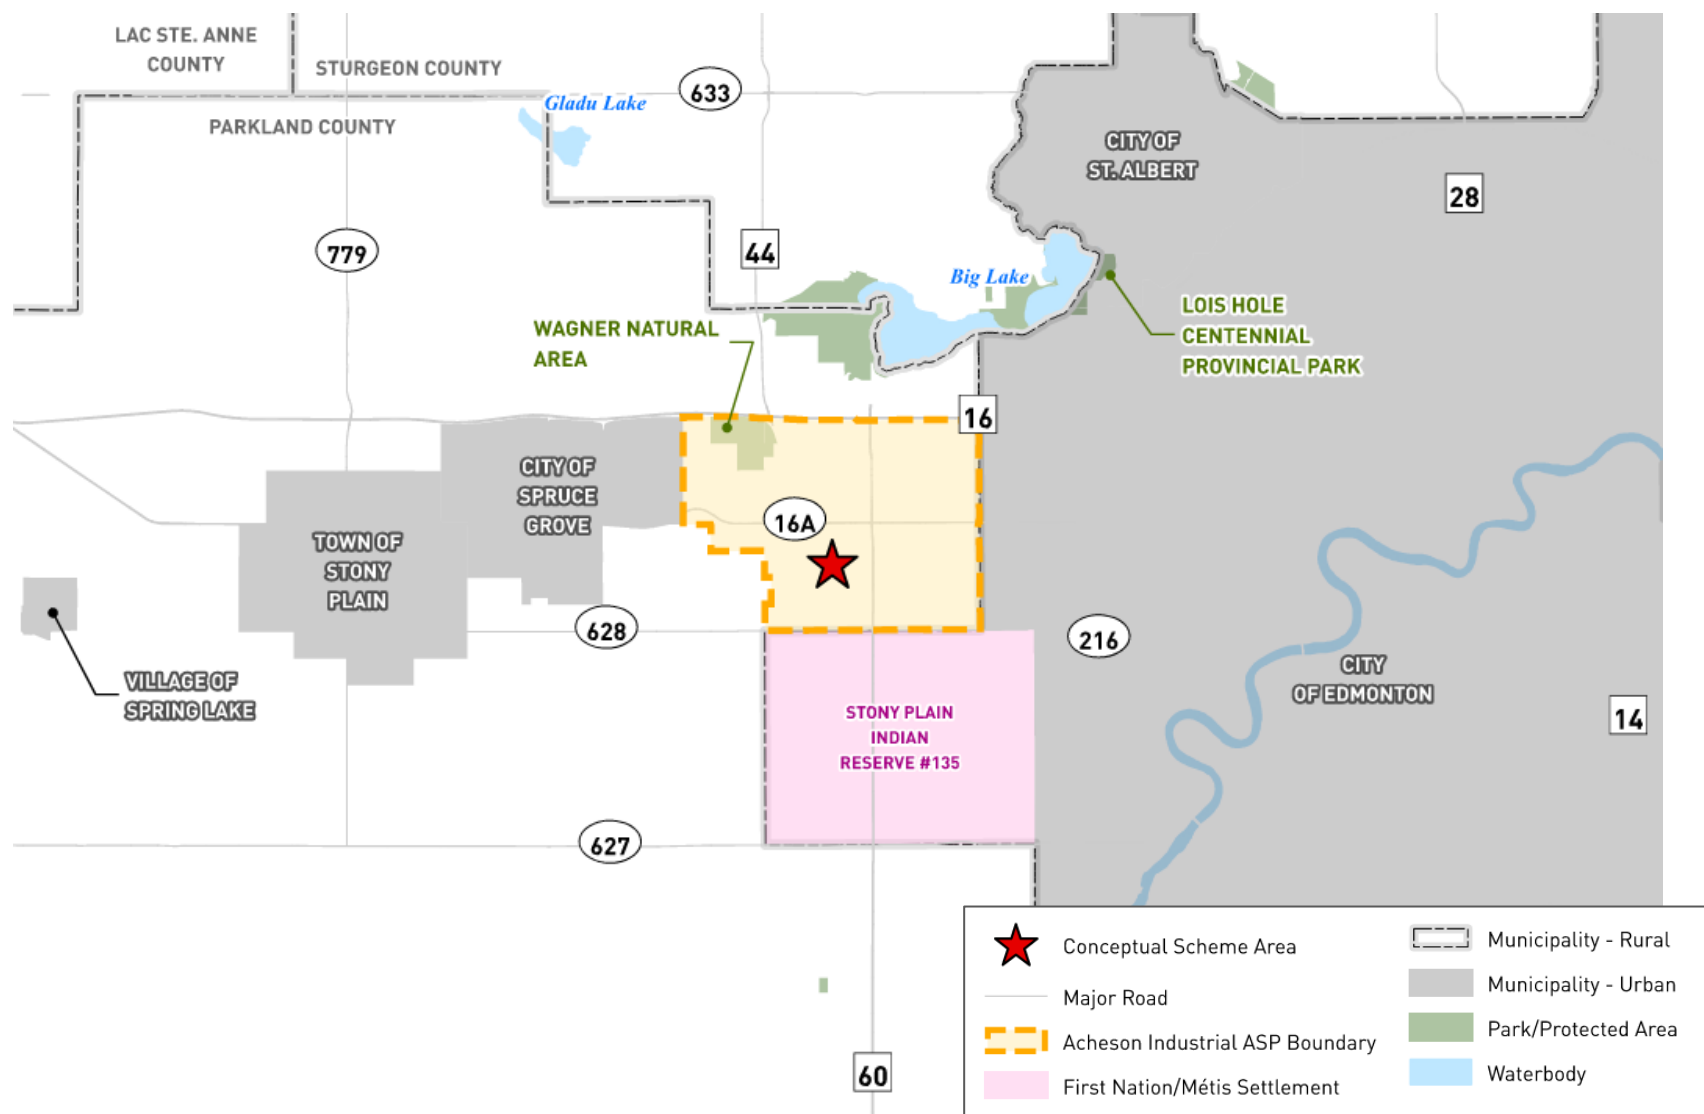 LAC STE. ANNE
COUNTY
STURGEON COUNTY
PARKLAND COUNTY
Gladu Lake
633
CITY OF
ST. ALBERT
28
779
44
Big Lake
WAGNER NATURAL
AREA
LOIS HOLE
CENTENNIAL
PROVINCIAL PARK
16
CITY OF
SPRUCE
GROVE
16A
TOWN OF
STONY
PLAIN
628
216
VILLAGE OF
SPRING LAKE
CITY
OF EDMONTON
14
STONY PLAIN
INDIAN
RESERVE #135
627
60
Conceptual Scheme Area
Major Road
Acheson Industrial ASP Boundary
First Nation/Métis Settlement
Municipality - Rural
Municipality - Urban
Park/Protected Area
Waterbody